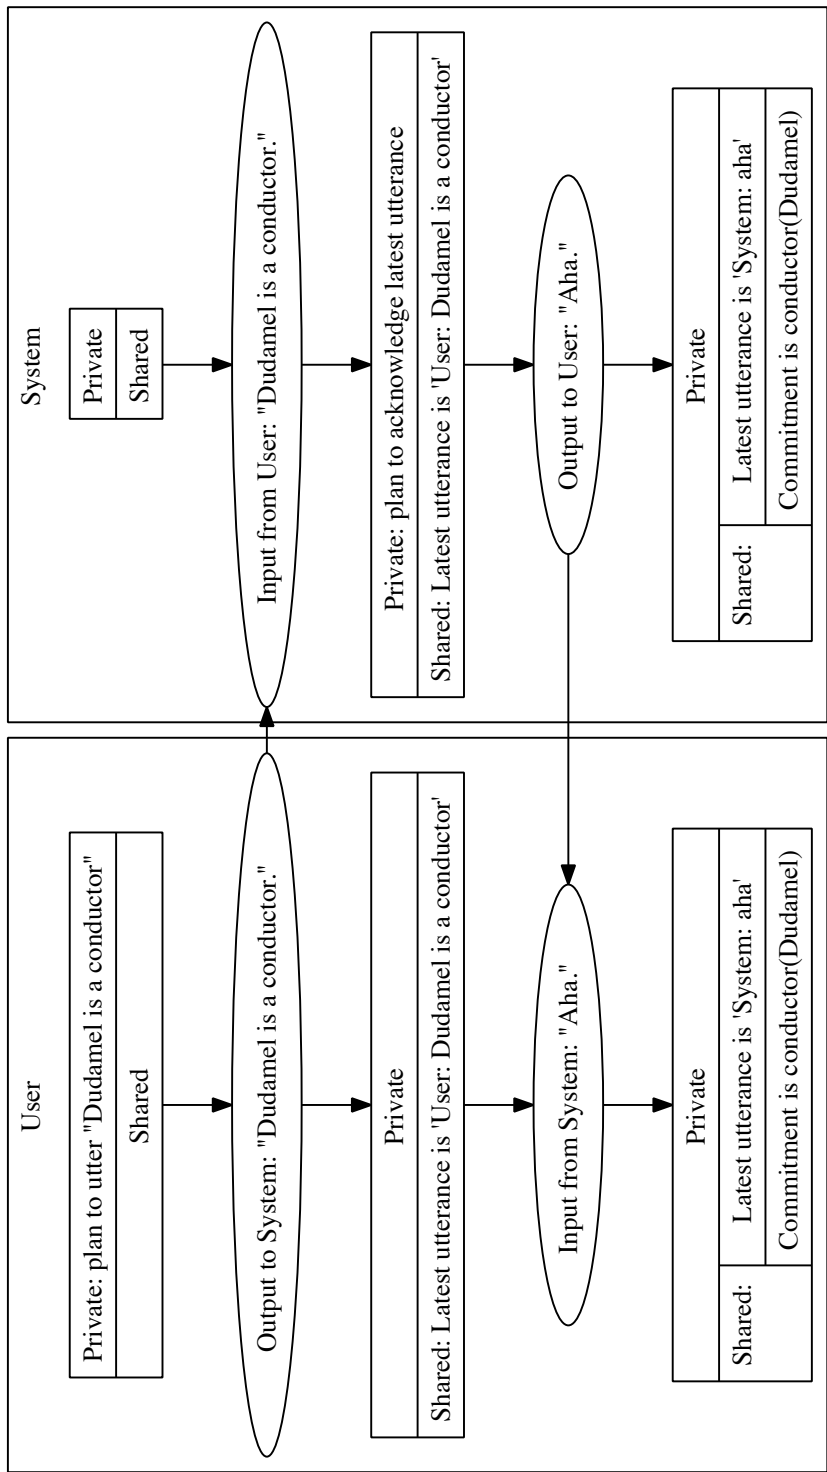 User
Private: plan to utter "Dudamel is a conductor"
Shared
Output to System: "Dudamel is a conductor."
Private
Shared: Latest utterance is 'User: Dudamel is a conductor'
Input from System: "Aha."
Private
Shared:
Latest utterance is 'System: aha'
Commitment is conductor(Dudamel)
System
Private
Shared
Input from User: "Dudamel is a conductor."
Private: plan to acknowledge latest utterance
Shared: Latest utterance is 'User: Dudamel is a conductor'
Output to User: "Aha."
Private
Shared:
Latest utterance is 'System: aha'
Commitment is conductor(Dudamel)